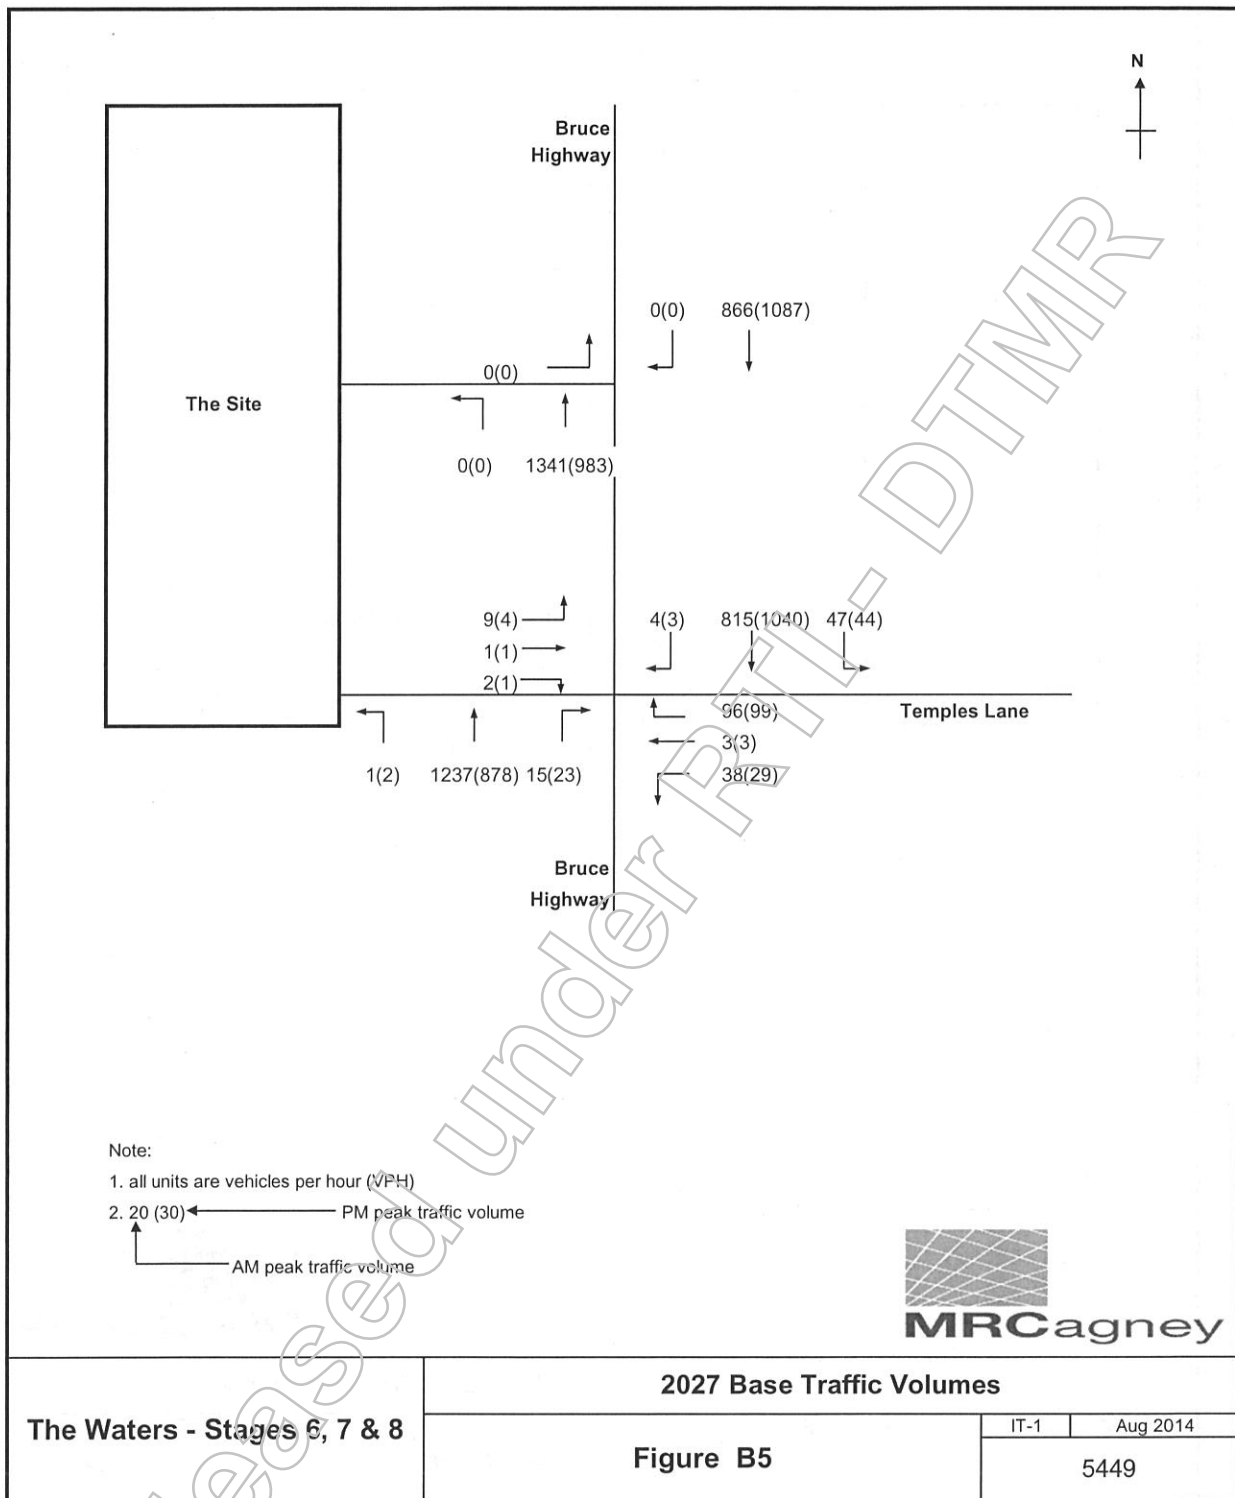 N
Bruce
Highway
0(0) 866(1087)
0(0)
The Site
0(0) 1341(983)
9(4) 4(3) 815(1040) 47(44)
1(1)
2(1)
96(99) Temples Lane
3(3)
1(2) 1237(878) 15(23) 38(29)
Bruce
Highway
Note:
1. all units are vehicles per hour (VPH)
2. 20 (30) PM peak traffic volume
AM peak traffic volume
MRCagney
2027 Base Traffic Volumes
The Waters - Stages 6, 7 & 8
Figure B5
IT-1 Aug 2014
5449
eased under RTI - DTMR